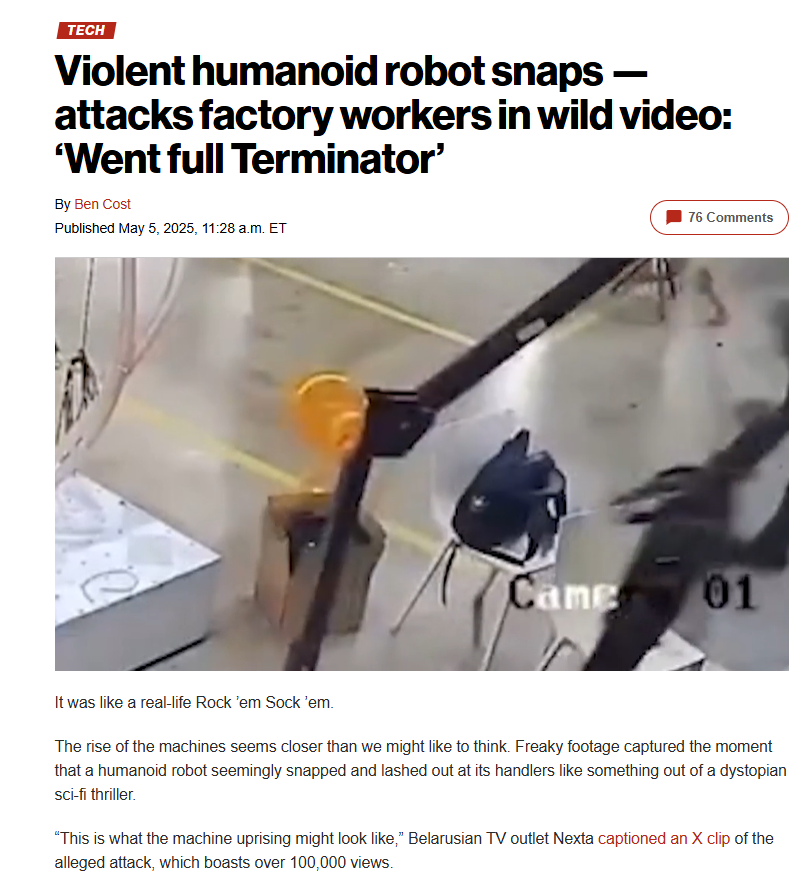 TECH
Violent humanoid robot snaps —
attacks factory workers in wild video:
‘Went full Terminator’
By Ben Cost
Published May 5, 2025, 11:28 a.m. ET
76 Comments
Came 01
It was like a real-life Rock ’em Sock ’em.
The rise of the machines seems closer than we might like to think. Freaky footage captured the moment
that a humanoid robot seemingly snapped and lashed out at its handlers like something out of a dystopian
sci-fi thriller.
“This is what the machine uprising might look like,” Belarusian TV outlet Nexta captioned an X clip of the
alleged attack, which boasts over 100,000 views.